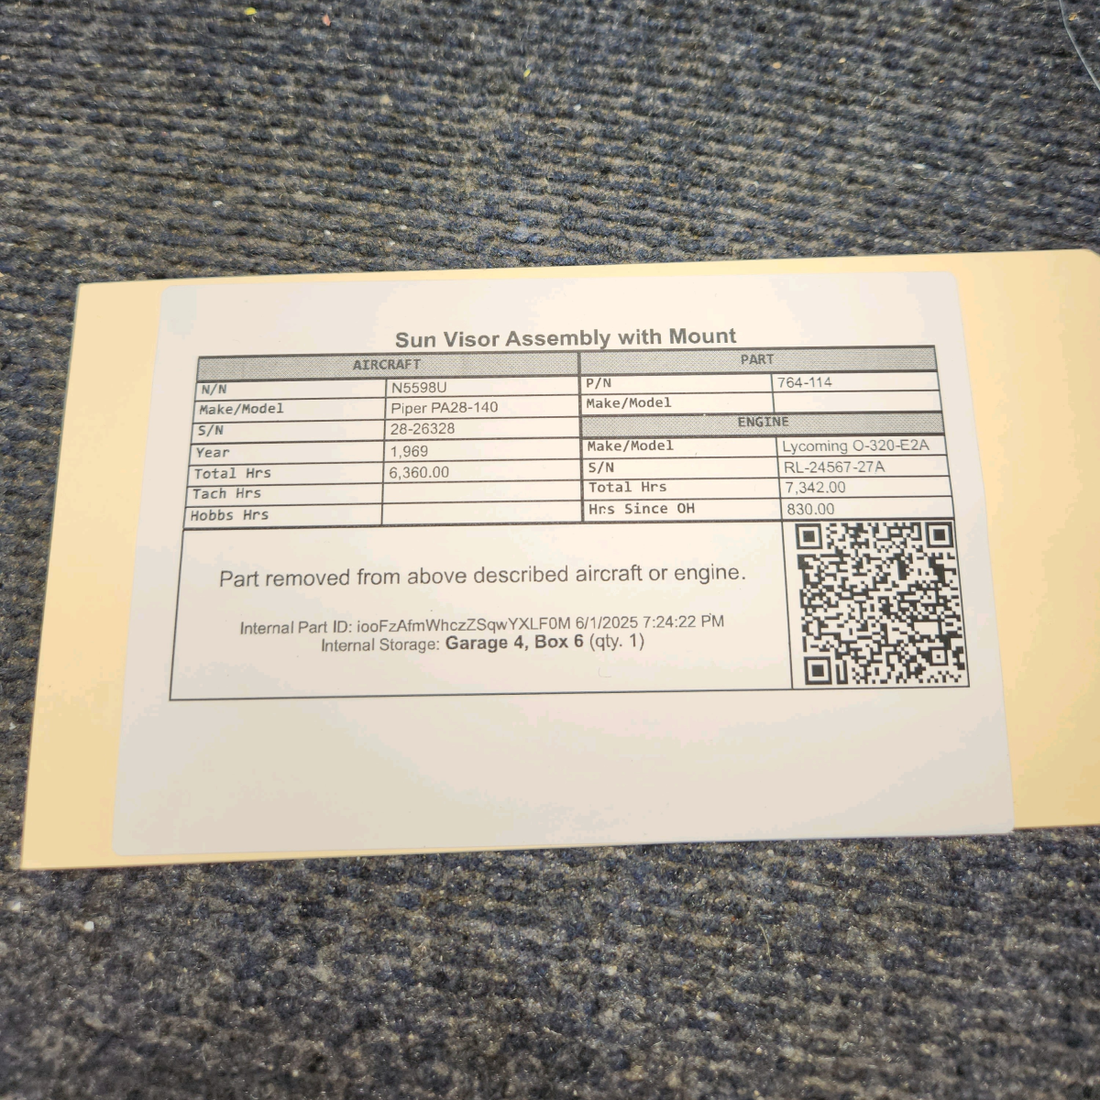 Sun Visor Assembly with Mount
AIRCRAFT PART
N/N N5598U P/N 764-114
Make/Model Piper PA28-140 Make/Model
S/N 28-26328 ENGINE
Year 1,969 Make/Model Lycoming O-320-E2A
Total Hrs 6,360.00 S/N RL-24567-27A
Tach Hrs Total Hrs 7,342.00
Hobbs Hrs Hrs Since OH 830.00
Part removed from above described aircraft or engine.
Internal Part ID: iooFzAfmWhczZSqwYXLF0M 6/1/2025 7:24:22 PM
Internal Storage: Garage 4, Box 6 (qty. 1)